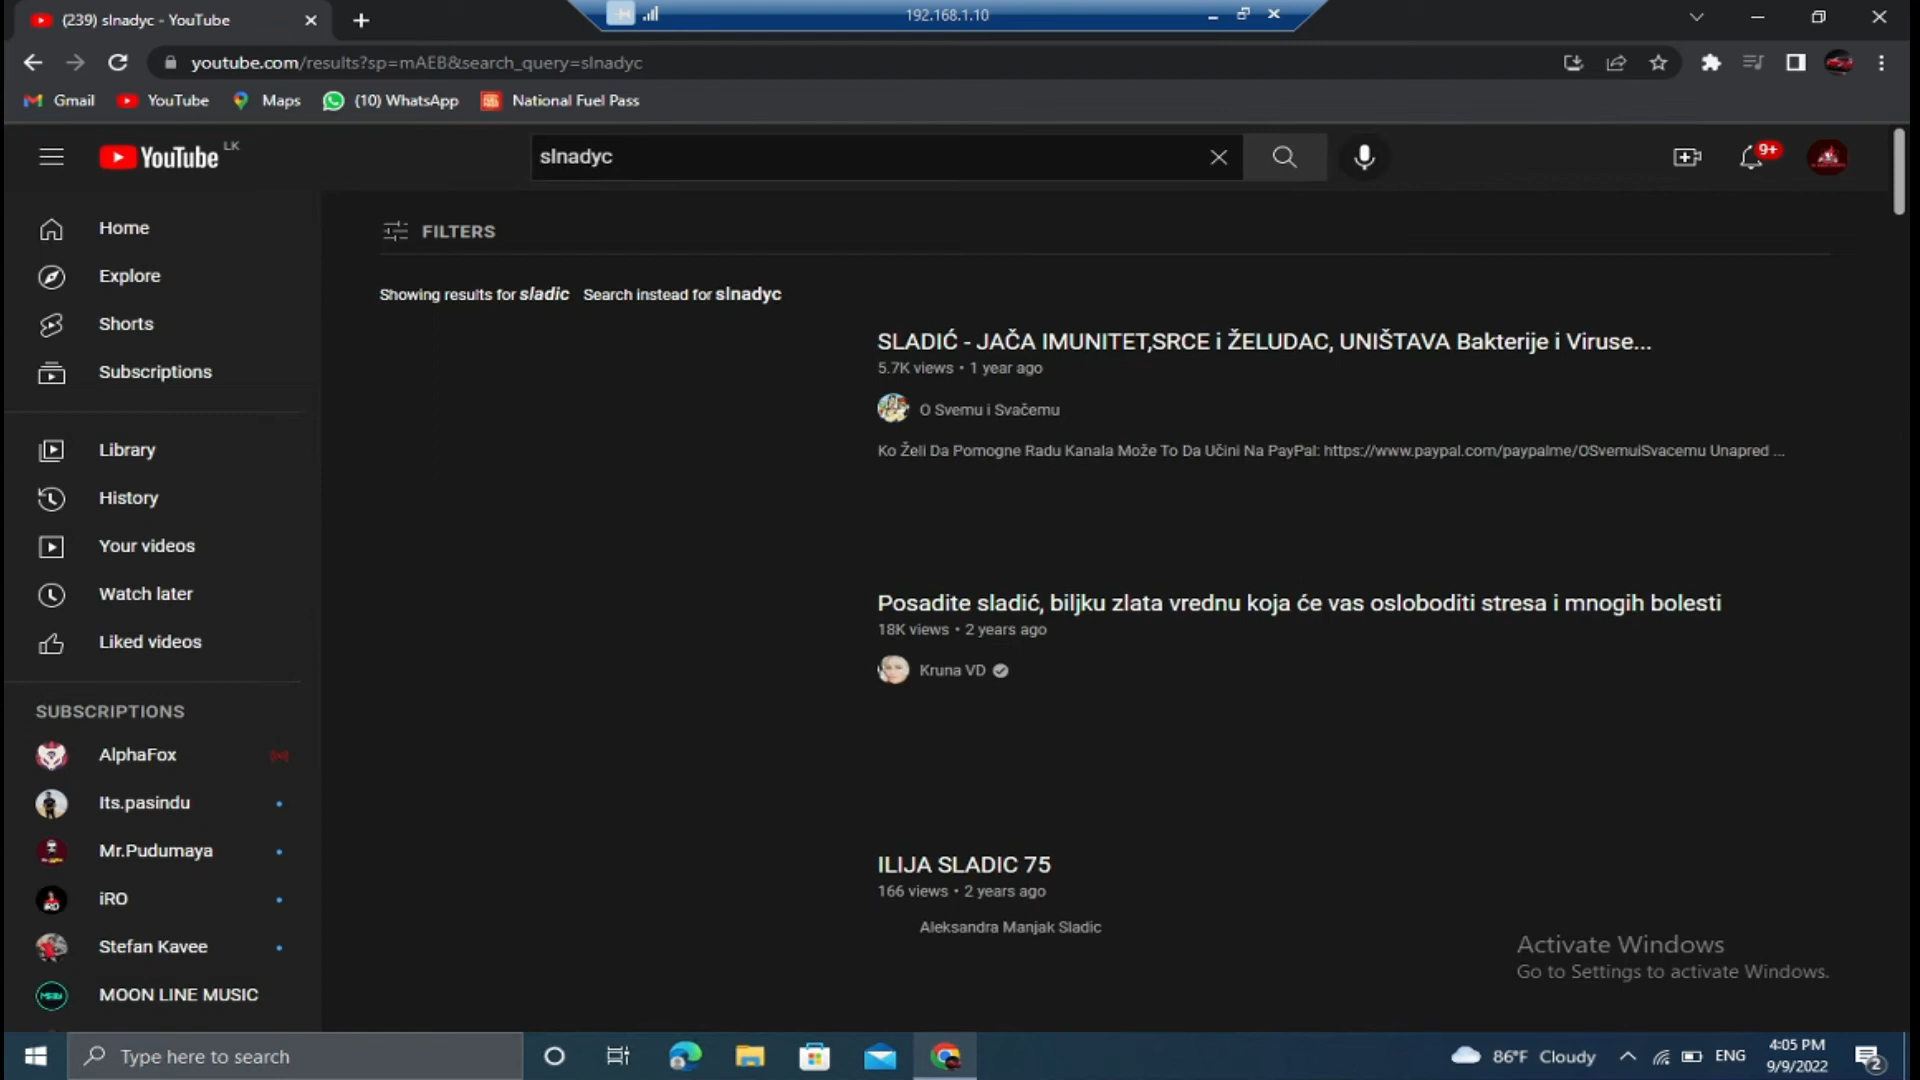 (239) slnadyc - YouTube
192.168.1.10
youtube.com/results?sp=mAEB&search_query=slnadyc
Gmail
YouTube
Maps
(10) WhatsApp
National Fuel Pass
YouTube LK
slnadyc
9+
Home
Explore
Shorts
Subscriptions
Library
History
Your videos
Watch later
Liked videos
SUBSCRIPTIONS
AlphaFox
Its.pasindu
Mr.Pudumaya
iRO
Stefan Kavee
MOON LINE MUSIC
FILTERS
Showing results for sladic Search instead for slnadyc
SLADIĆ - JAČA IMUNITET,SRCE i ŽELUDAC, UNIŠTAVA Bakterije i Viruse...
5.7K views • 1 year ago
O Svemu i Svačemu
Ko Želi Da Pomogne Radu Kanala Može To Da Učini Na PayPal: https://www.paypal.com/paypalme/OSvemuiSvacemu Unapred ...
Posadite sladić, biljku zlata vrednu koja će vas osloboditi stresa i mnogih bolesti
18K views • 2 years ago
Kruna VD
ILIJA SLADIC 75
166 views • 2 years ago
Aleksandra Manjak Sladic
Activate Windows
Go to Settings to activate Windows.
Type here to search
86°F Cloudy
ENG
4:05 PM
9/9/2022
2